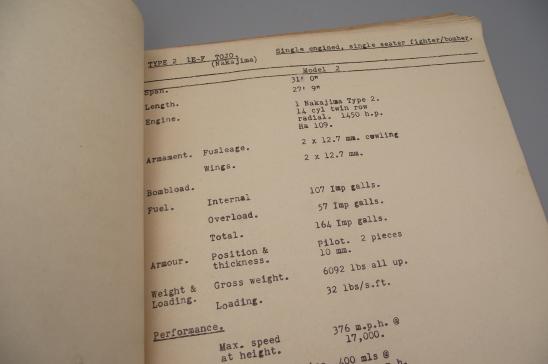 TYPE 2 1E-F TOJO. Single engined, single seater fighter/bomber.
(Nakajima)
Model 2
Span. 31' 0"
Length. 27' 9"
Engine. 1 Nakajima Type 2.
14 cyl twin row
radial. 1450 h.p.
Ha 109.
Armament. Fusleage. 2 x 12.7 mm. cowling
Wings. 2 x 12.7 mm.
Bombload.
Fuel. Internal 107 Imp galls.
Overload. 57 Imp galls.
Total. 164 Imp galls.
Armour. Position & Pilot. 2 pieces
thickness. 10 mm.
Weight & Gross weight. 6092 lbs all up.
Loading. Loading. 32 lbs/s.ft.
Performance.
Max. speed 376 m.p.h. @
at height. 17,000.
400 mls @